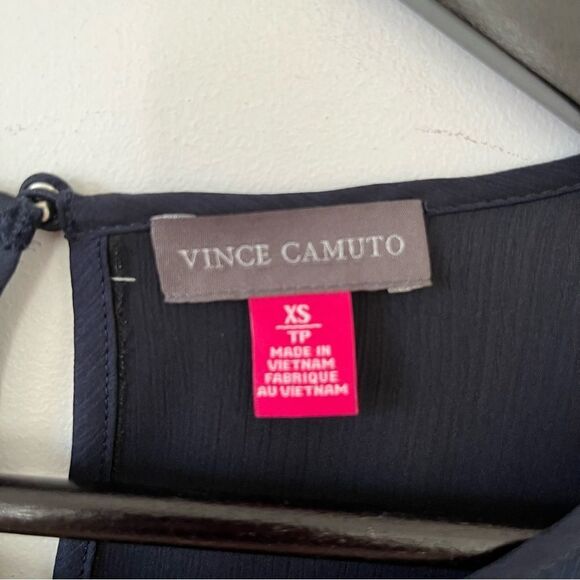 VINCE CAMUTO
XS
TP
MADE IN
VIETNAM
FABRIQUE
AU VIETNAM